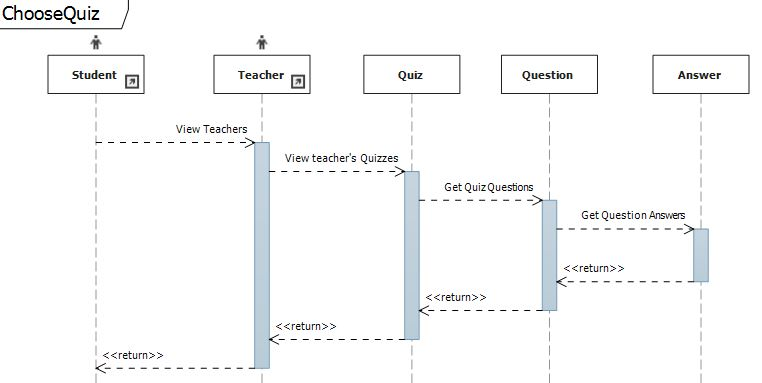 ChooseQuiz
Student
Teacher
Quiz
Question
Answer
View Teachers
View teacher's Quizzes
Get Quiz Questions
Get Question Answers
<<return>>
<<return>>
<<return>>
<<return>>